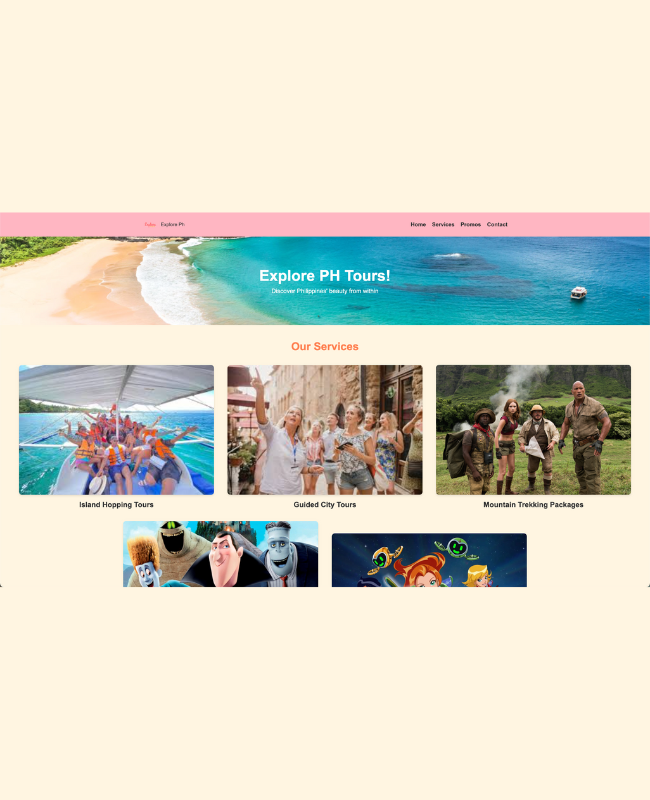 Explore Ph
Home Services Promos Contact
Explore PH Tours!
Discover Philippines' beauty from within
Our Services
Island Hopping Tours
Guided City Tours
Mountain Trekking Packages